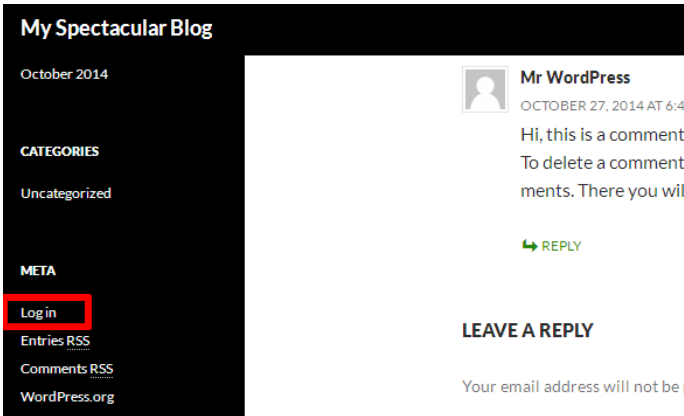 My Spectacular Blog
October 2014
CATEGORIES
Uncategorized
META
Log in
Entries RSS
Comments RSS
WordPress.org
Mr WordPress
OCTOBER 27, 2014 AT 6:4
Hi, this is a comment
To delete a comment
ments. There you wil
REPLY
LEAVE A REPLY
Your email address will not be